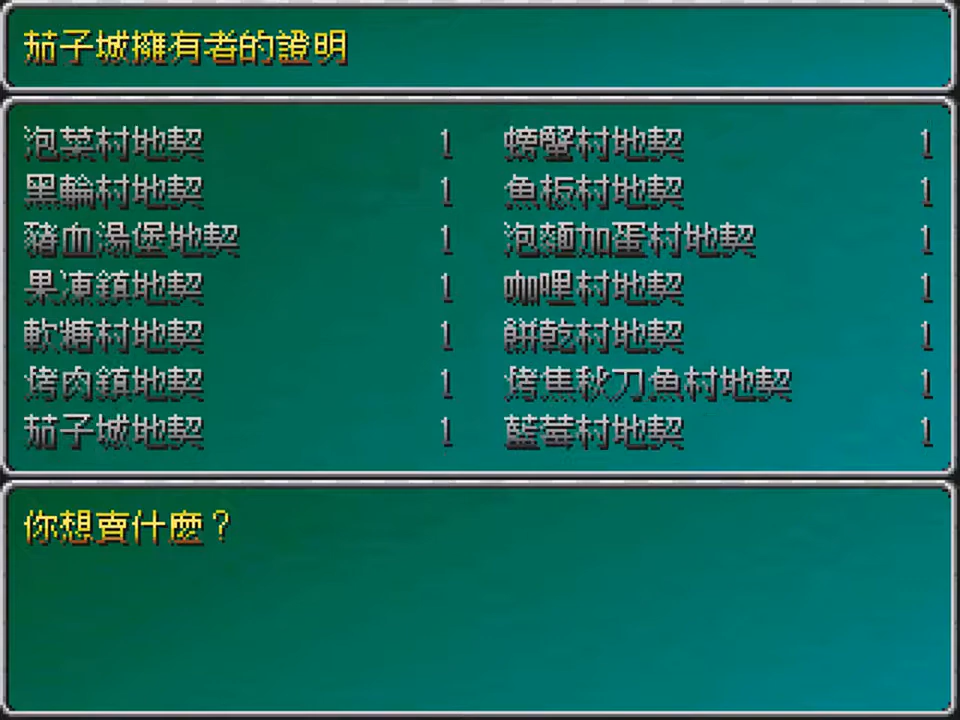 茄子城擁有者的證明
泡菜村地契 1 螃蟹村地契 1
黑輪村地契 1 魚板村地契 1
豬血湯堡地契 1 泡麵加蛋村地契 1
果凍鎮地契 1 咖哩村地契 1
軟糖村地契 1 餅乾村地契 1
烤肉鎮地契 1 烤焦秋刀魚村地契 1
茄子城地契 1 藍莓村地契 1
你想賣什麼？